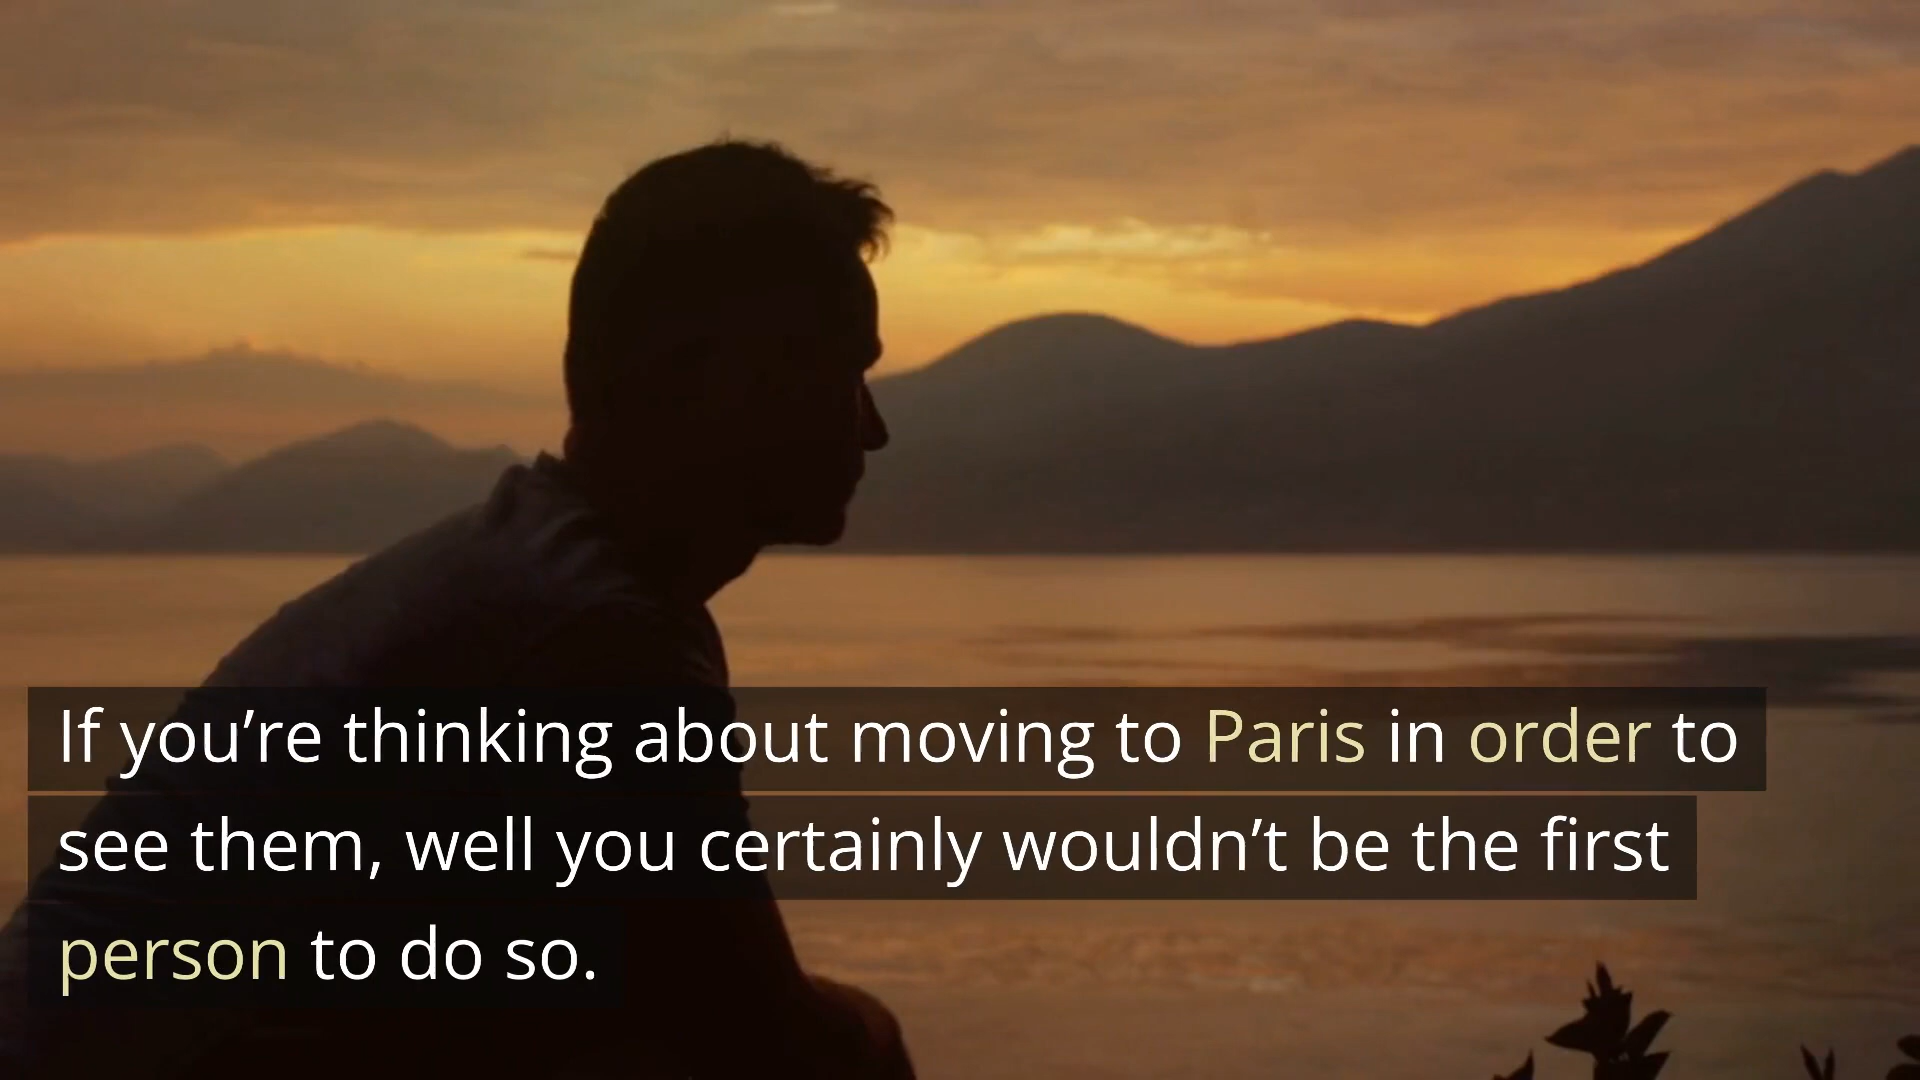 If you’re thinking about moving to Paris in order to
see them, well you certainly wouldn’t be the first
person to do so.